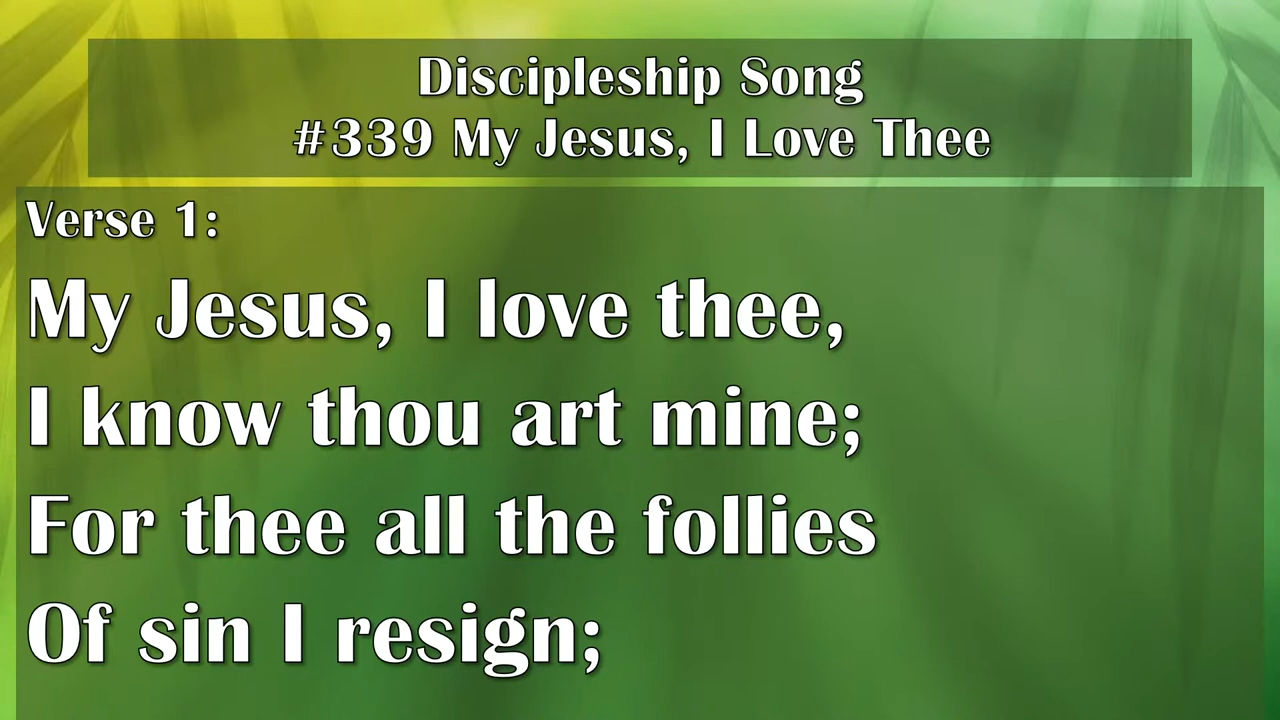 Discipleship Song
#339 My Jesus, I Love Thee
Verse 1:
My Jesus, I love thee,
I know thou art mine;
For thee all the follies
Of sin I resign;